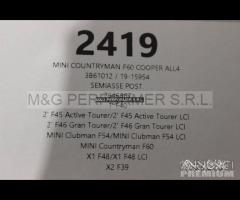 2419
MINI COUNTRYMAN F60 COOPER ALL4
3B61012 / 19-15954
SEMIASSE POST.
M&G PERFORMER S.R.L.
2' F45 Active Tourer/2' F45 Active Tourer LCI
2' F46 Gran Tourer/2' F46 Gran Tourer LCI
MINI Clubman F54/MINI Clubman F54 LCI
MINI Countryman F60
X1 F48/X1 F48 LCI
X2 F39
PREMIUM